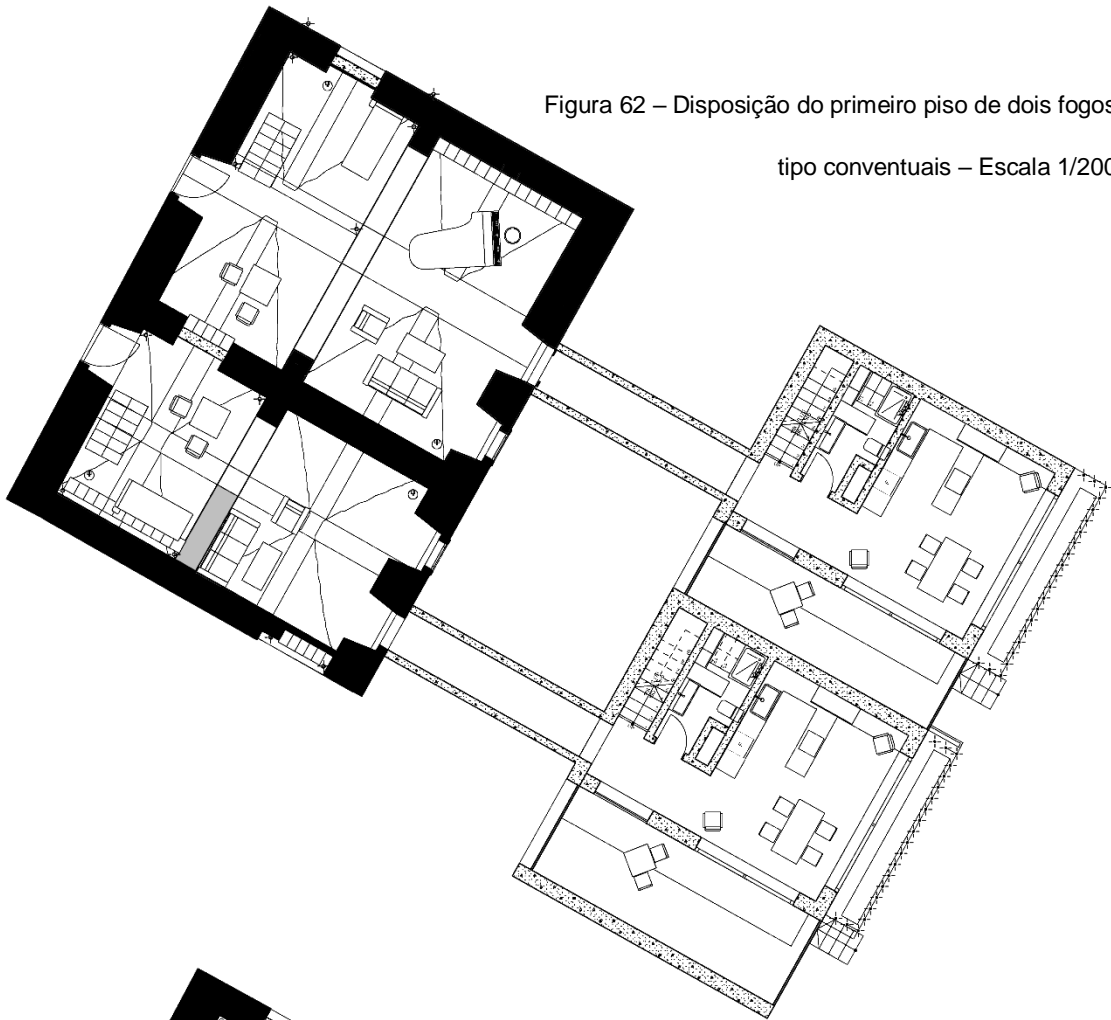 Figura 62 – Disposição do primeiro piso de dois fogos
tipo conventuais – Escala 1/200